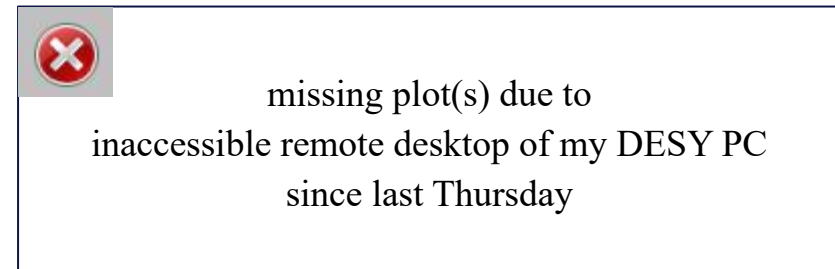 missing plot(s) due to
inaccessible remote desktop of my DESY PC
since last Thursday